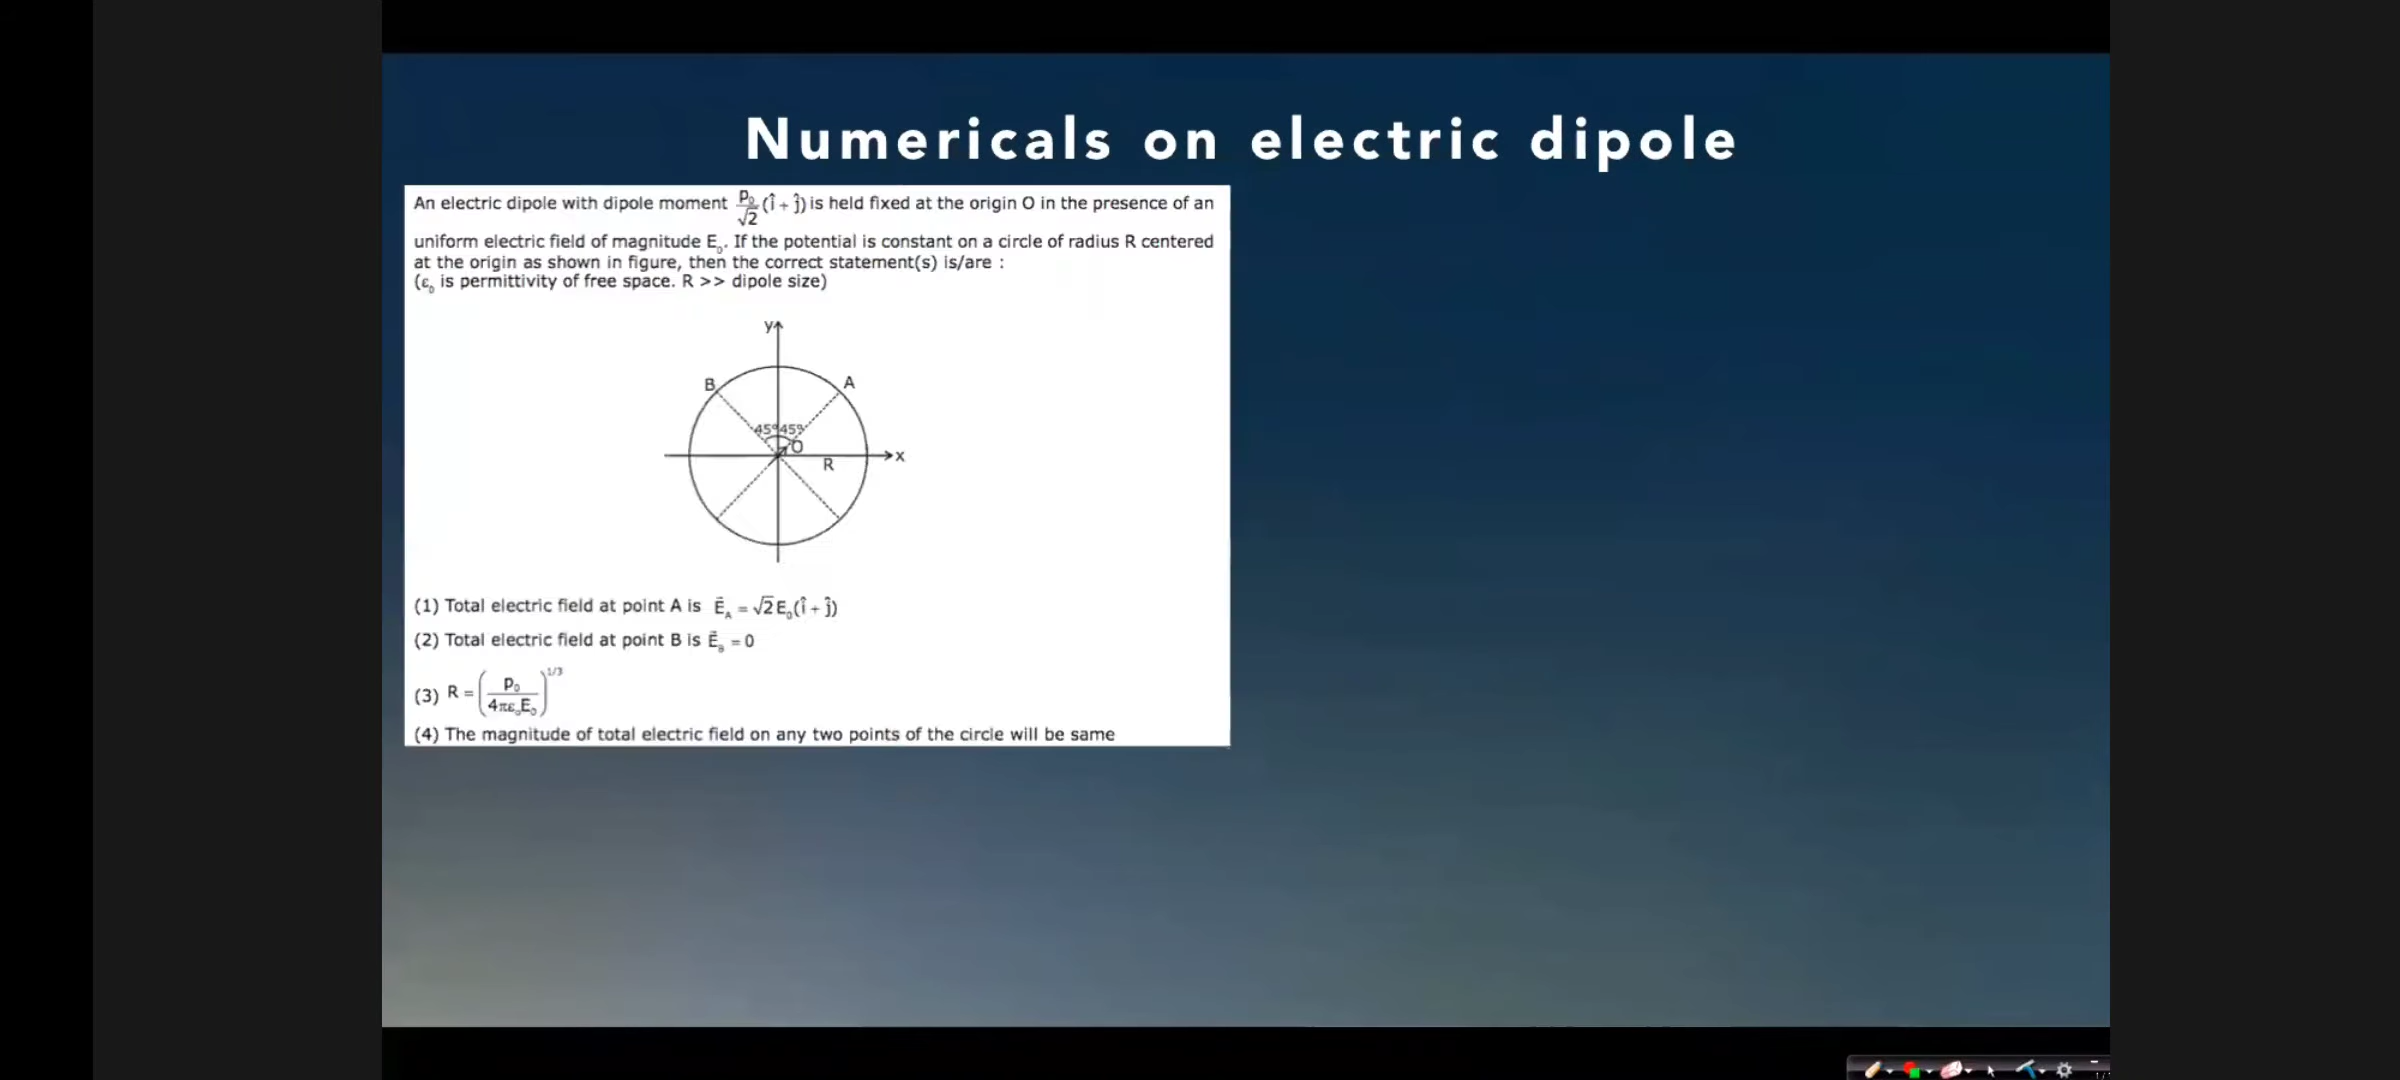 Numericals on electric dipole
An electric dipole with dipole moment p₀/√2 (î + ĵ) is held fixed at the origin O in the presence of an
uniform electric field of magnitude E₀. If the potential is constant on a circle of radius R centered
at the origin as shown in figure, then the correct statement(s) is/are :
(ε₀ is permittivity of free space. R >> dipole size)
y
B
A
45° 45°
O
R
x
(1) Total electric field at point A is E⃗_A = √2 E₀(î + ĵ)
(2) Total electric field at point B is E⃗_B = 0
(3) R = (p₀/4πε₀E₀)^1/3
(4) The magnitude of total electric field on any two points of the circle will be same